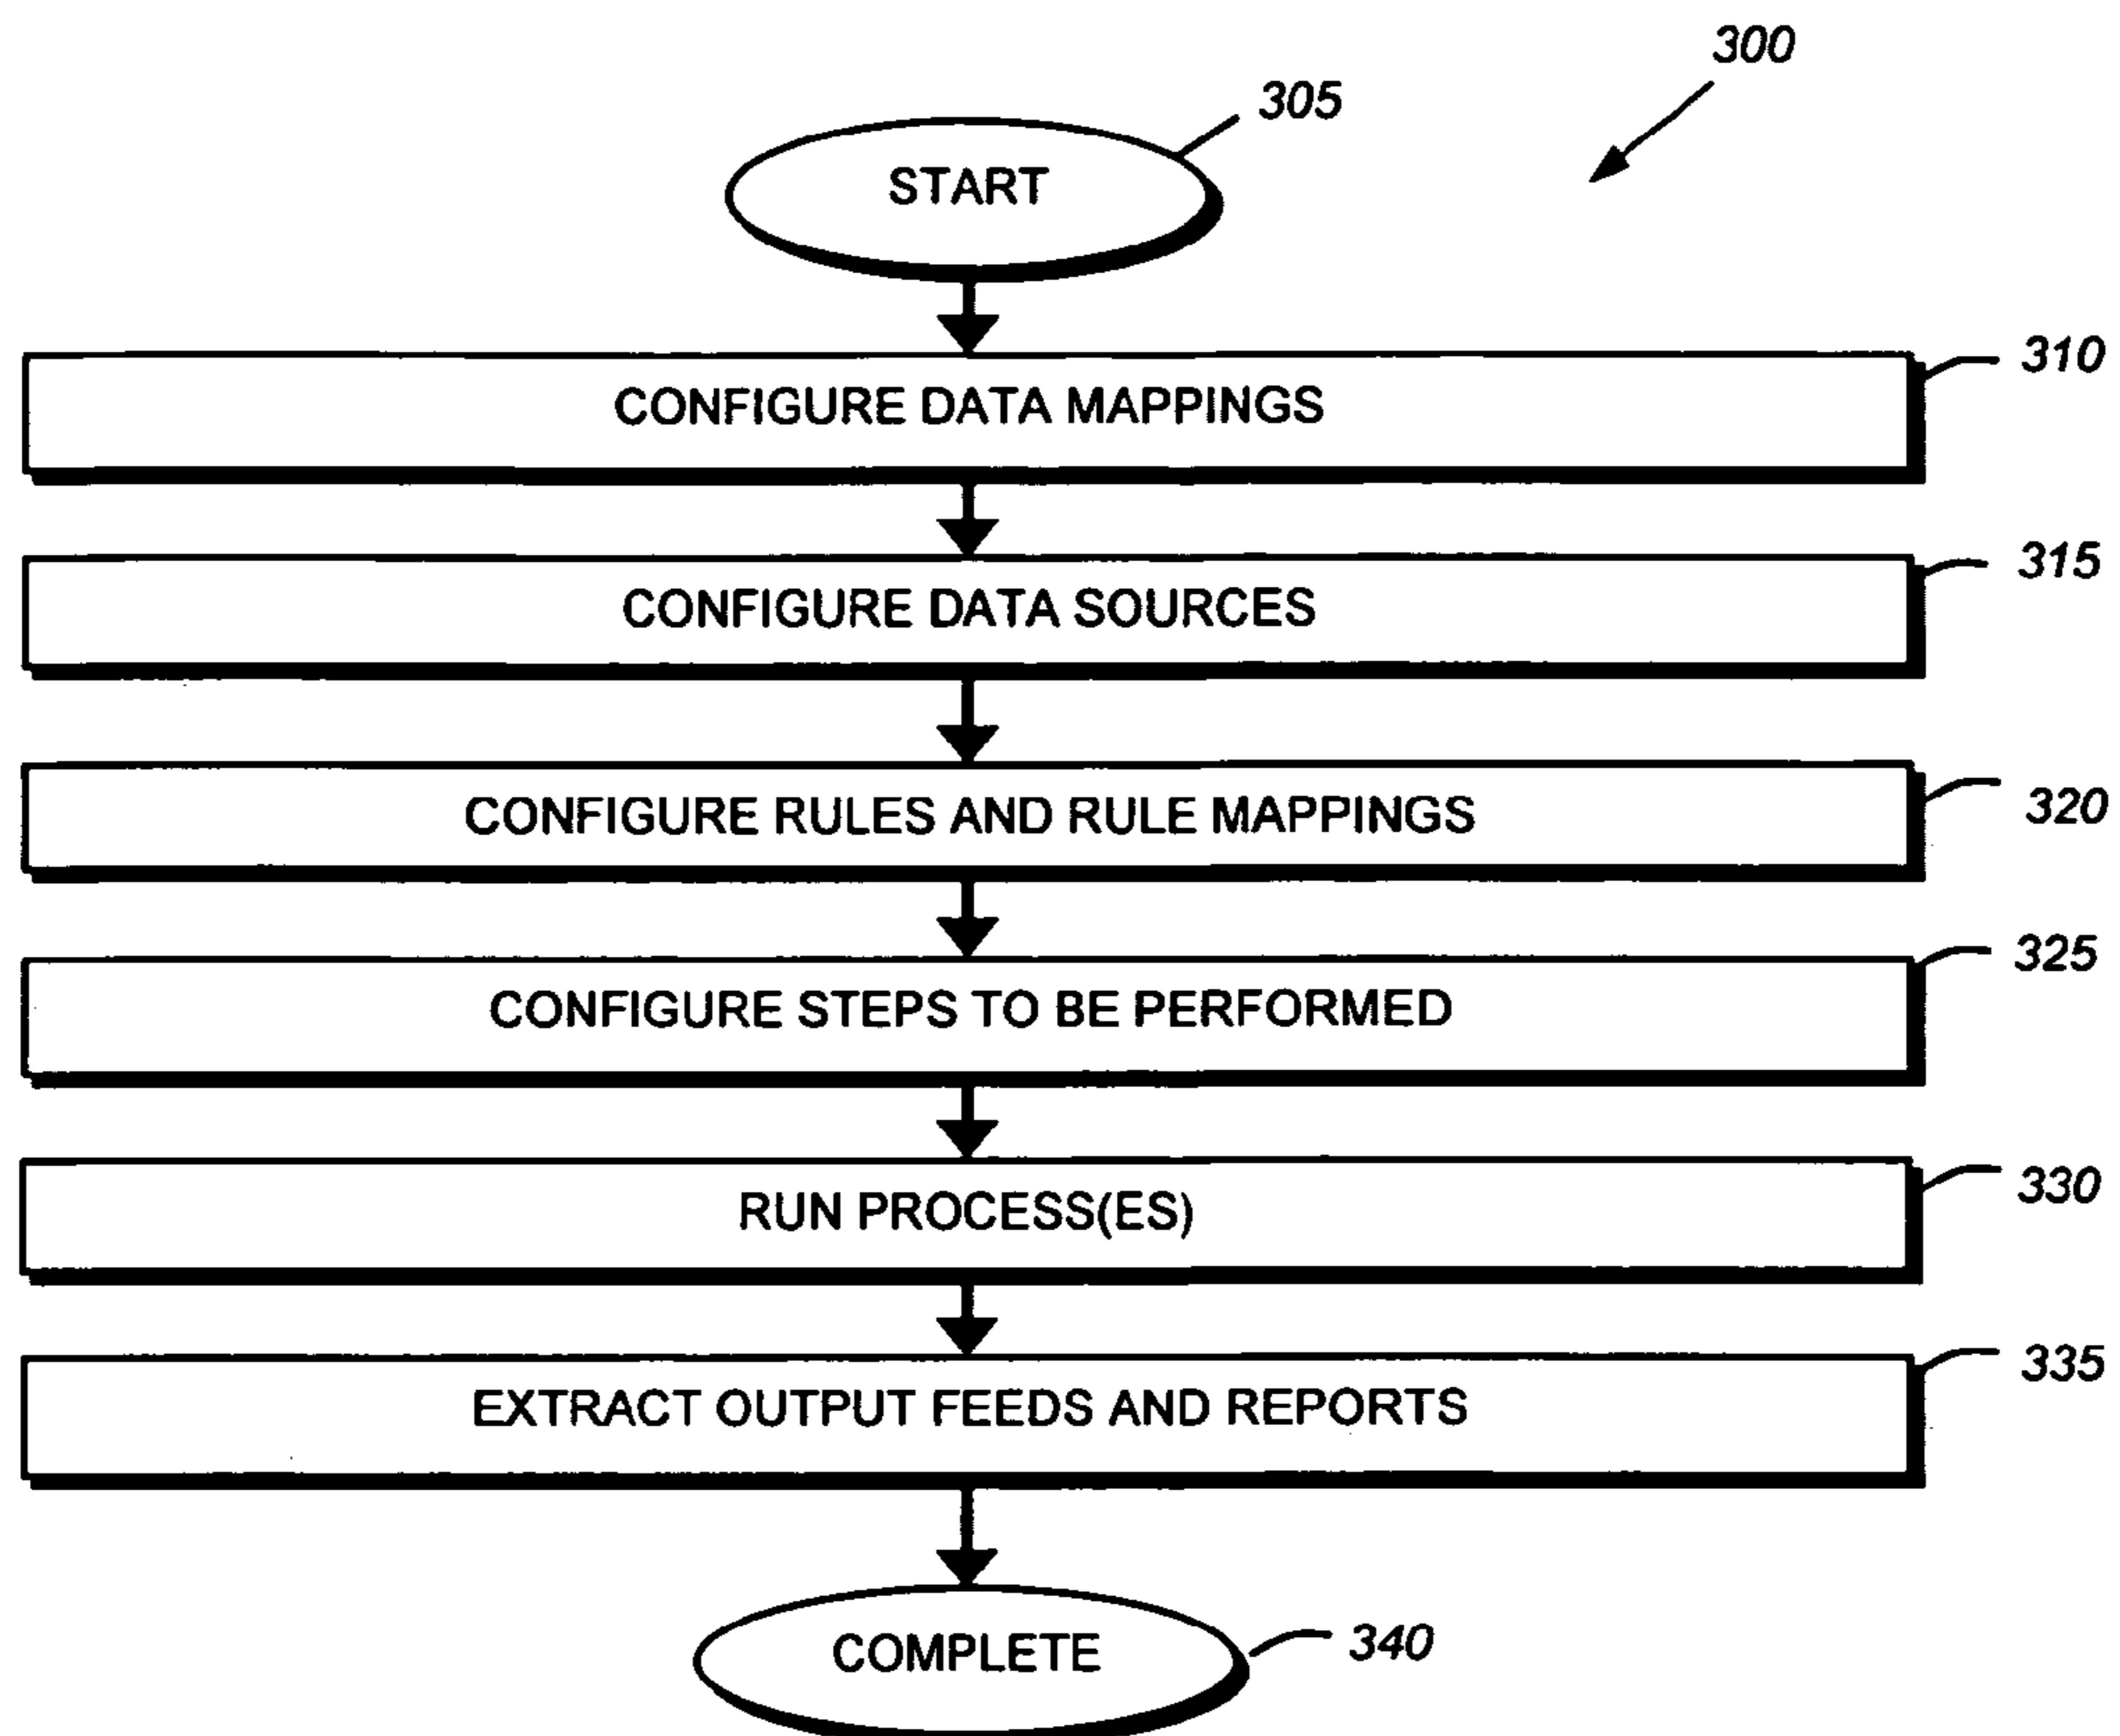 300
305
START
310
CONFIGURE DATA MAPPINGS
315
CONFIGURE DATA SOURCES
320
CONFIGURE RULES AND RULE MAPPINGS
325
CONFIGURE STEPS TO BE PERFORMED
330
RUN PROCESS(ES)
335
EXTRACT OUTPUT FEEDS AND REPORTS
340
COMPLETE